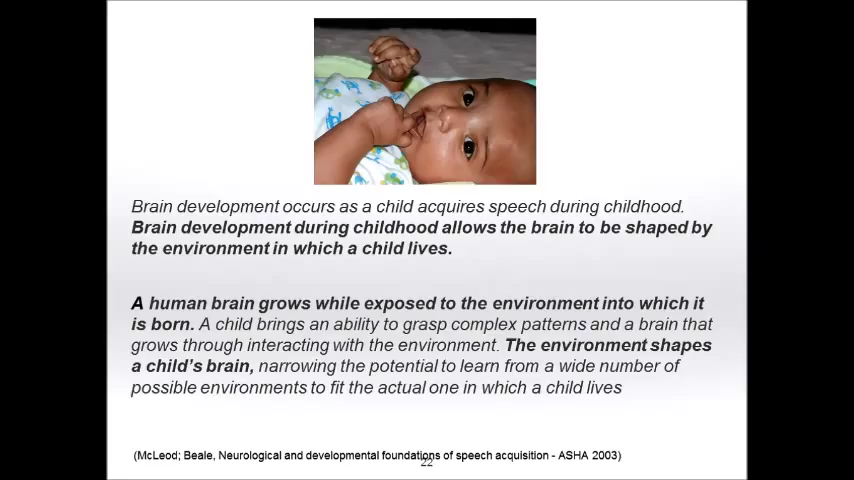 Brain development occurs as a child acquires speech during childhood.
Brain development during childhood allows the brain to be shaped by
the environment in which a child lives.
A human brain grows while exposed to the environment into which it
is born. A child brings an ability to grasp complex patterns and a brain that
grows through interacting with the environment. The environment shapes
a child's brain, narrowing the potential to learn from a wide number of
possible environments to fit the actual one in which a child lives
(McLeod; Beale, Neurological and developmental foundations of speech acquisition - ASHA 2003)
22